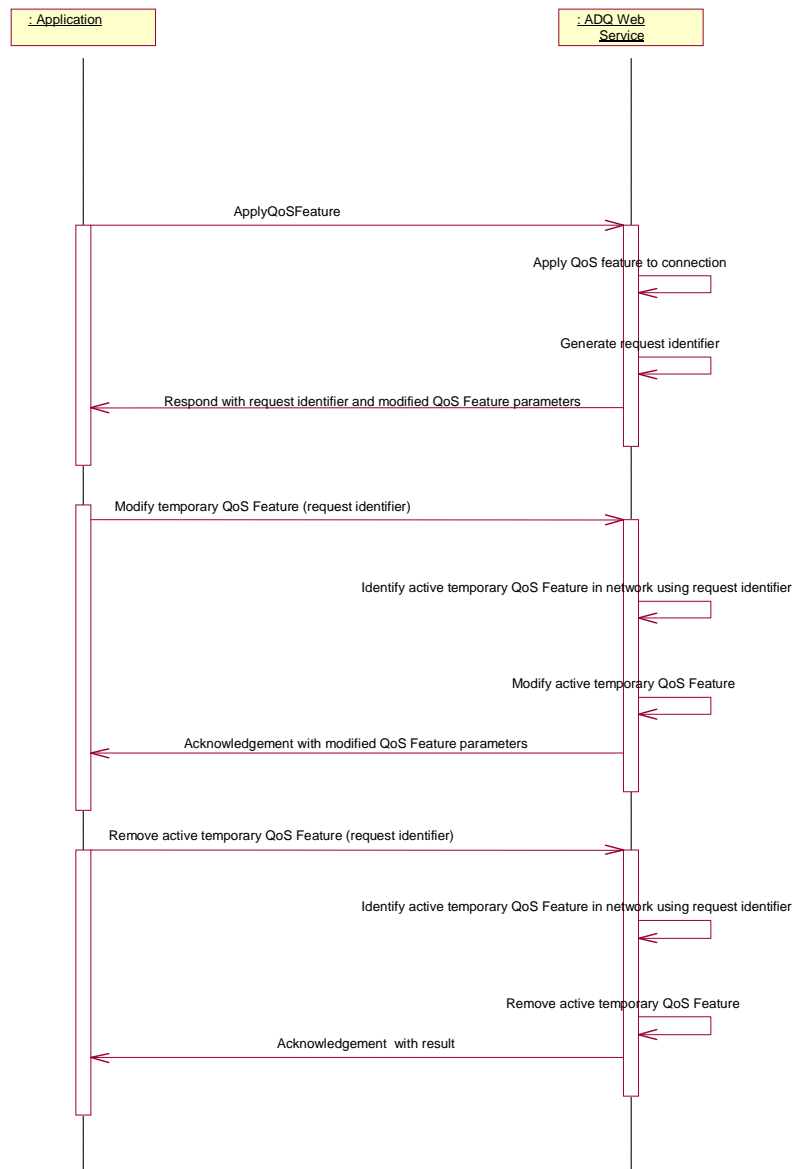 : Application
: ADQ Web
Service
ApplyQoSFeature
Apply QoS feature to connection
Generate request identifier
Respond with request identifier and modified QoS Feature parameters
Modify temporary QoS Feature (request identifier)
Identify active temporary QoS Feature in network using request identifier
Modify active temporary QoS Feature
Acknowledgement with modified QoS Feature parameters
Remove active temporary QoS Feature (request identifier)
Identify active temporary QoS Feature in network using request identifier
Remove active temporary QoS Feature
Acknowledgement  with result